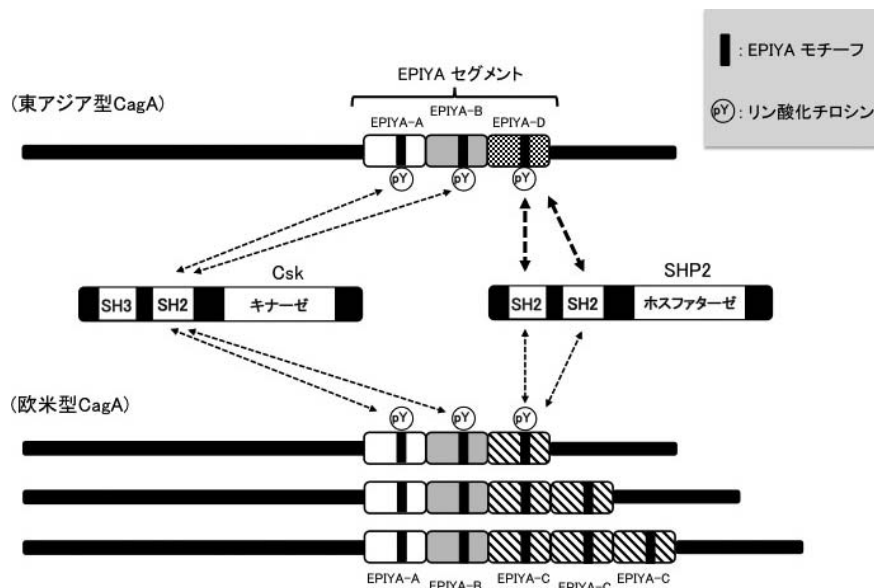 : EPIYA モチーフ
pY : リン酸化チロシン
EPIYA セグメント
(東アジア型CagA)
EPIYA-A EPIYA-B EPIYA-D
pY pY pY
Csk
SHP2
SH3 SH2 キナーゼ
SH2 SH2 ホスファターゼ
(欧米型CagA)
pY pY pY
EPIYA-A EPIYA-B EPIYA-C EPIYA-C EPIYA-C